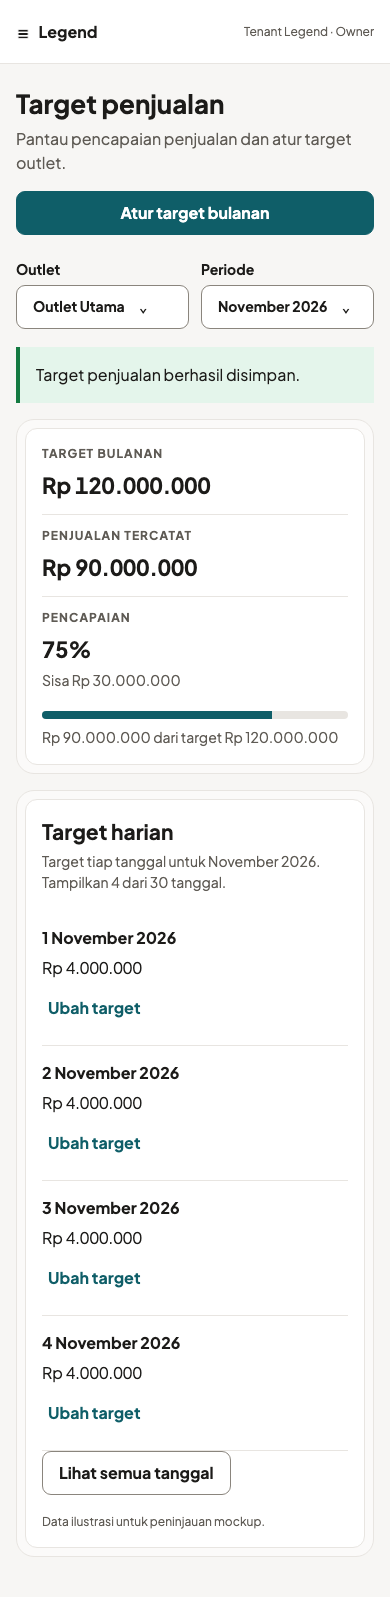 ≡ Legend
Tenant Legend · Owner
Target penjualan
Pantau pencapaian penjualan dan atur target
outlet.
Atur target bulanan
Outlet
Periode
Outlet Utama
November 2026
Target penjualan berhasil disimpan.
TARGET BULANAN
Rp 120.000.000
PENJUALAN TERCATAT
Rp 90.000.000
PENCAPAIAN
75%
Sisa Rp 30.000.000
Rp 90.000.000 dari target Rp 120.000.000
Target harian
Target tiap tanggal untuk November 2026.
Tampilkan 4 dari 30 tanggal.
1 November 2026
Rp 4.000.000
Ubah target
2 November 2026
Rp 4.000.000
Ubah target
3 November 2026
Rp 4.000.000
Ubah target
4 November 2026
Rp 4.000.000
Ubah target
Lihat semua tanggal
Data ilustrasi untuk peninjauan mockup.